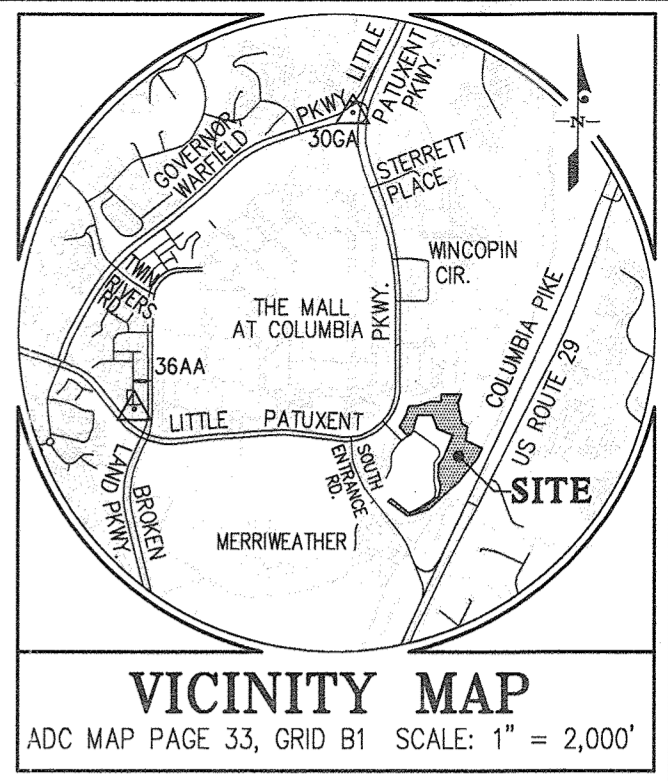 LITTLE
PATUXENT
PKWY.
GOVERNOR
WARFIELD
PKWY
30GA
N
STERRETT
PLACE
WINCOPIN
CIR.
TWIN
RIVERS
RD.
THE MALL
AT COLUMBIA
PKWY.
COLUMBIA PIKE
US ROUTE 29
36AA
LITTLE PATUXENT
SOUTH
ENTRANCE
RD.
SITE
BROKEN
LAND PKWY.
MERRIWEATHER
VICINITY MAP
ADC MAP PAGE 33, GRID B1 SCALE: 1" = 2,000'